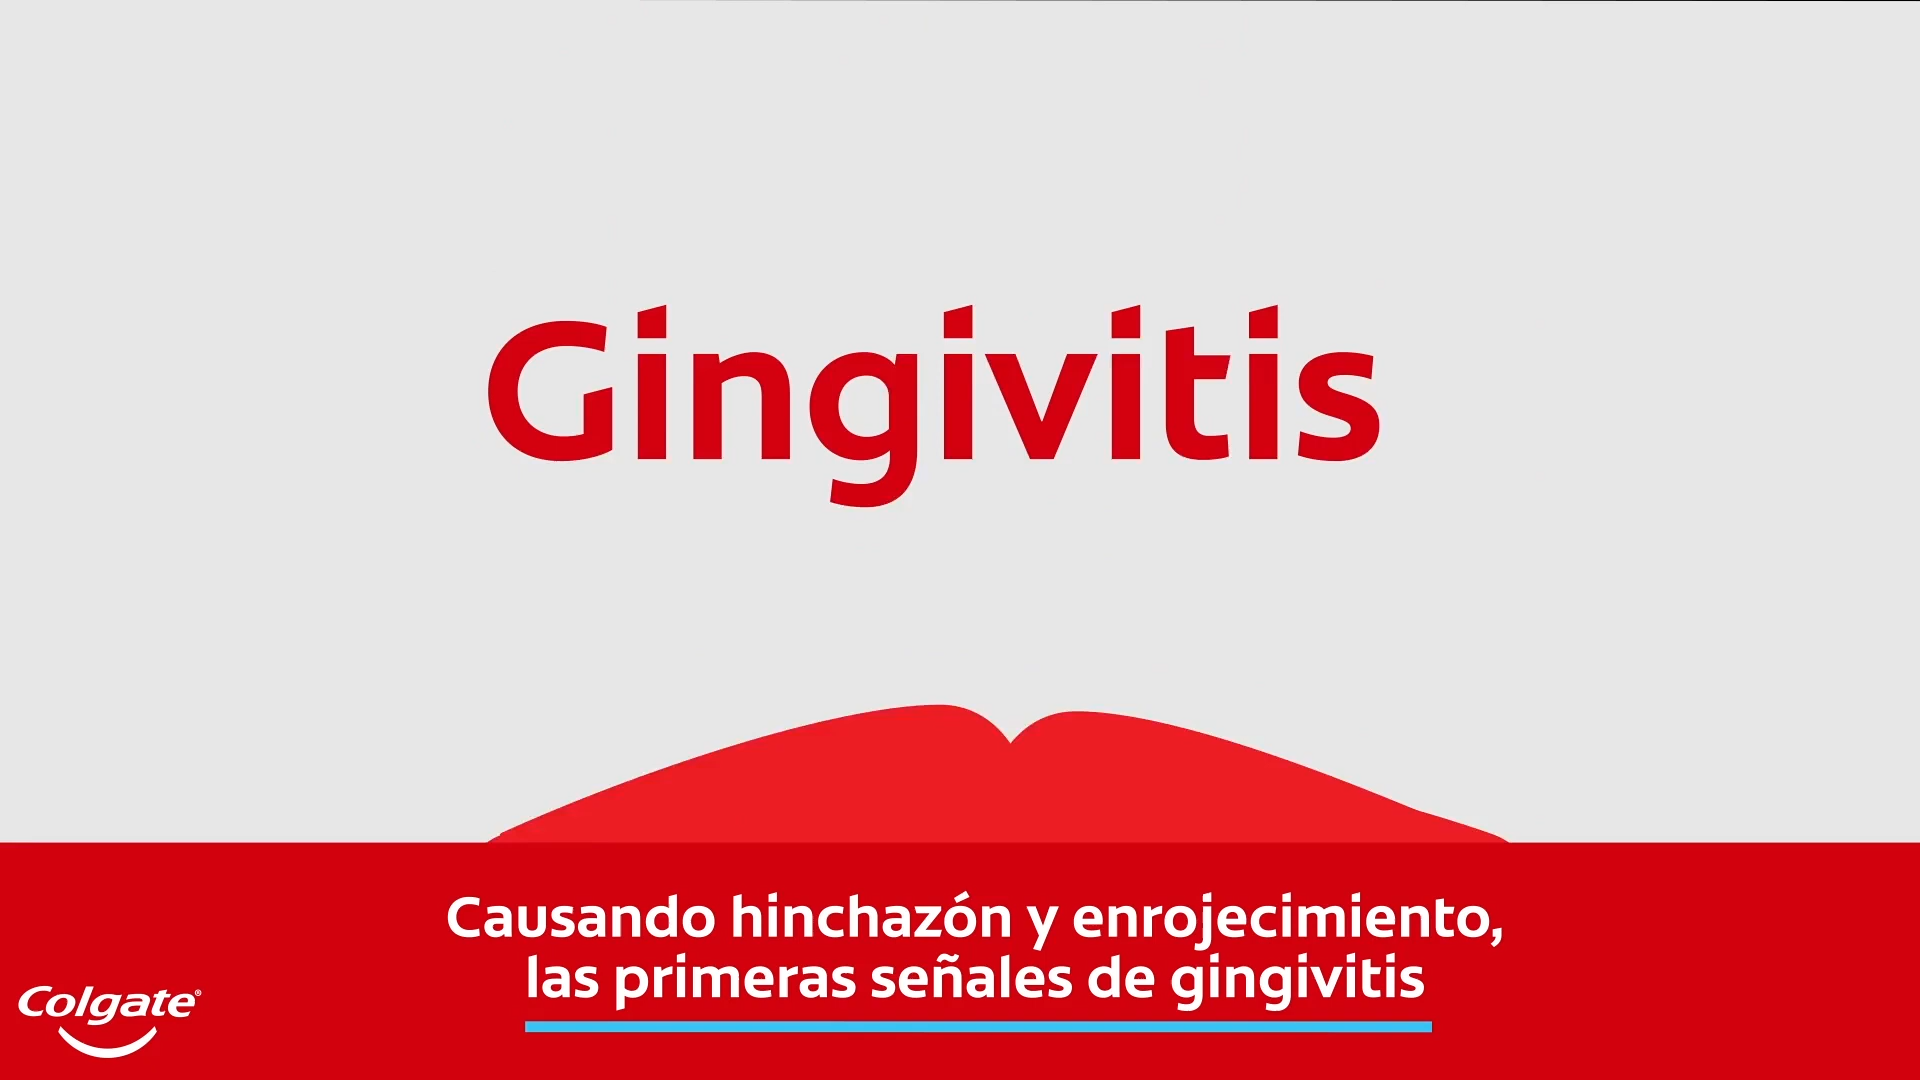 Gingivitis
Causando hinchazón y enrojecimiento,
las primeras señales de gingivitis
Colgate®